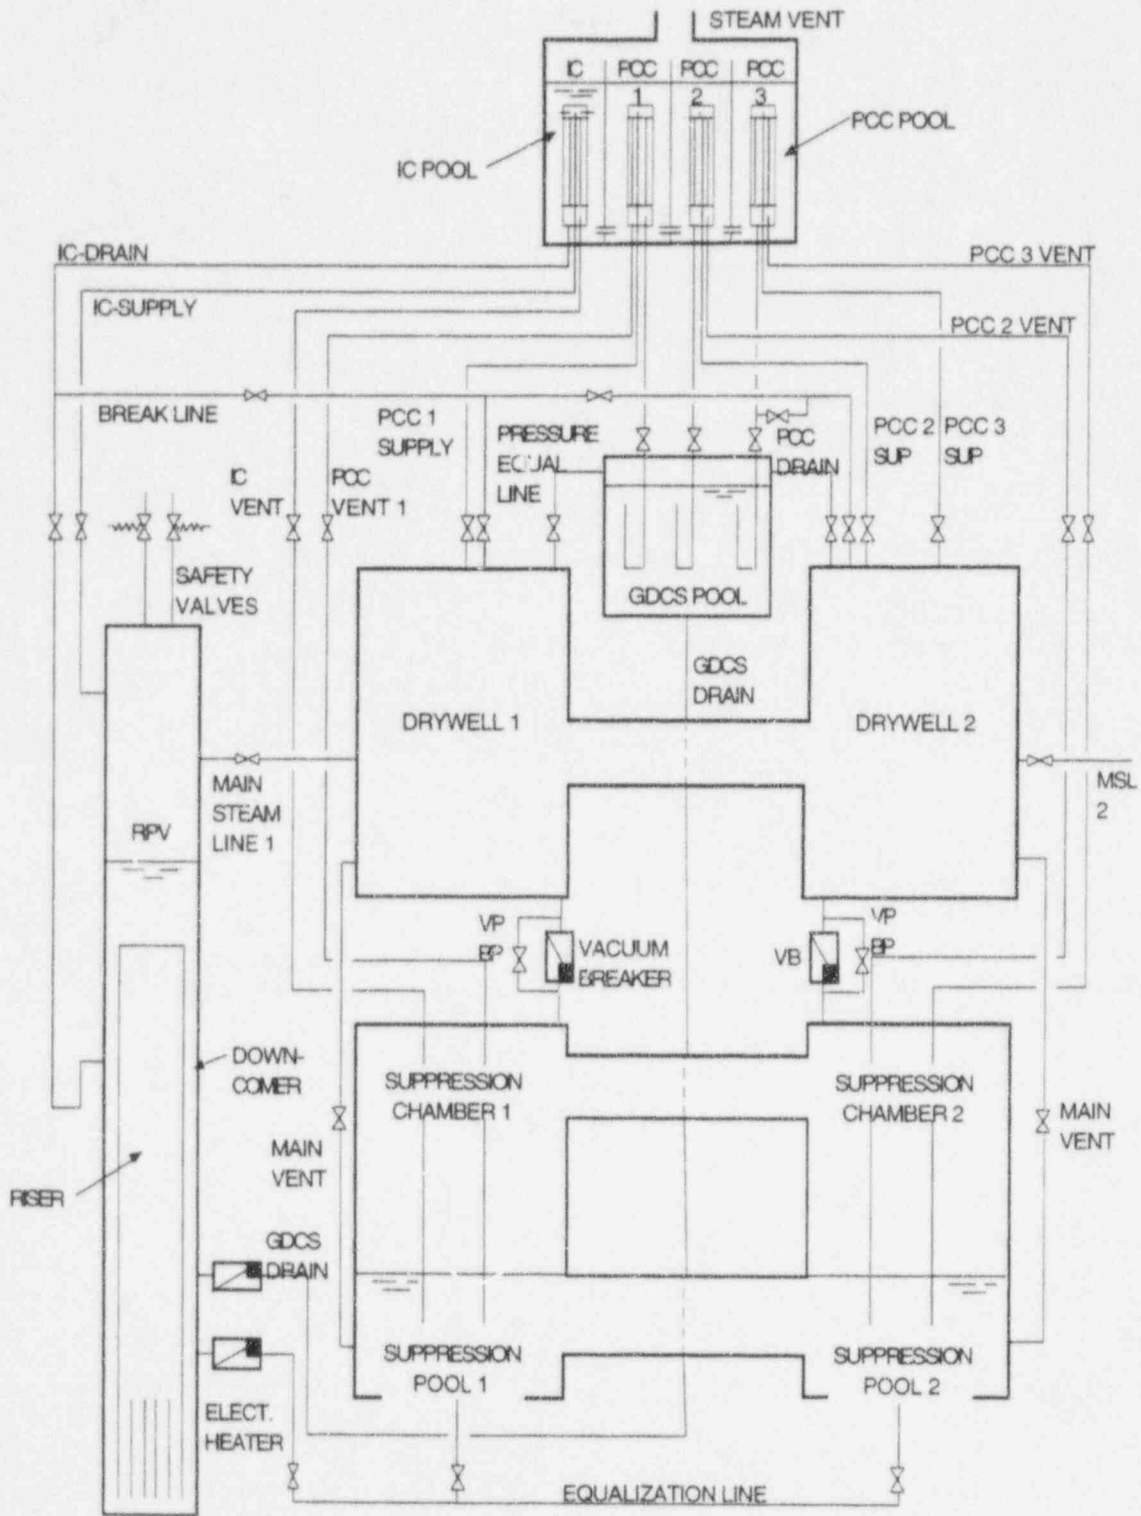 STEAM VENT
IC PCC PCC PCC
1 2 3
PCC POOL
IC POOL
IC-DRAIN
PCC 3 VENT
IC-SUPPLY
PCC 2 VENT
BREAK LINE
PCC 1
SUPPLY
PRESSURE
EQUAL
LINE
PCC
DRAIN
PCC 2
SUP
PCC 3
SUP
IC
VENT
PCC
VENT 1
SAFETY
VALVES
GDCS POOL
GDCS
DRAIN
DRYWELL 1
DRYWELL 2
MAIN
STEAM
LINE 1
MSL
2
RPV
VP
BP
VACUUM
BREAKER
VB
VP
BP
DOWN-
COMER
SUPPRESSION
CHAMBER 1
SUPPRESSION
CHAMBER 2
MAIN
VENT
MAIN
VENT
RISER
GDCS
DRAIN
SUPPRESSION
POOL 1
SUPPRESSION
POOL 2
ELECT.
HEATER
EQUALIZATION LINE